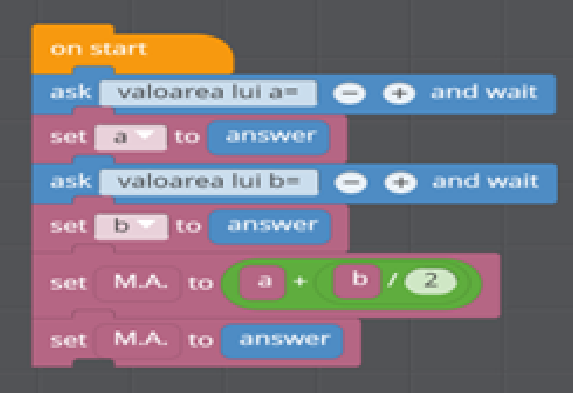 on start
ask valoarea lui a= − + and wait
set a to answer
ask valoarea lui b= − + and wait
set b to answer
set M.A. to a + b / 2
set M.A. to answer